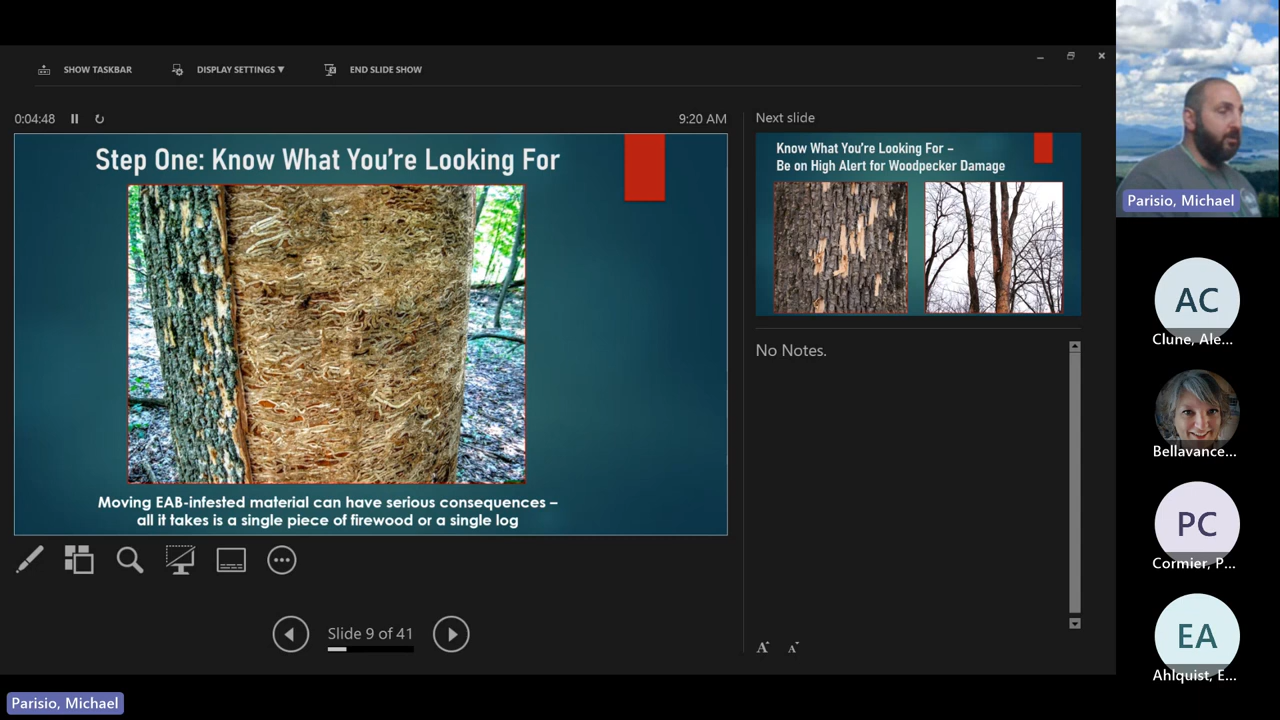 SHOW TASKBAR
DISPLAY SETTINGS ▼
END SLIDE SHOW
0:04:48
9:20 AM
Step One: Know What You're Looking For
Moving EAB-infested material can have serious consequences –
all it takes is a single piece of firewood or a single log
Slide 9 of 41
Next slide
Know What You're Looking For –
Be on High Alert for Woodpecker Damage
No Notes.
A
A
Parisio, Michael
AC
Clune, Ale...
Bellavance...
PC
Cormier, P...
EA
Ahlquist, E...
Parisio, Michael